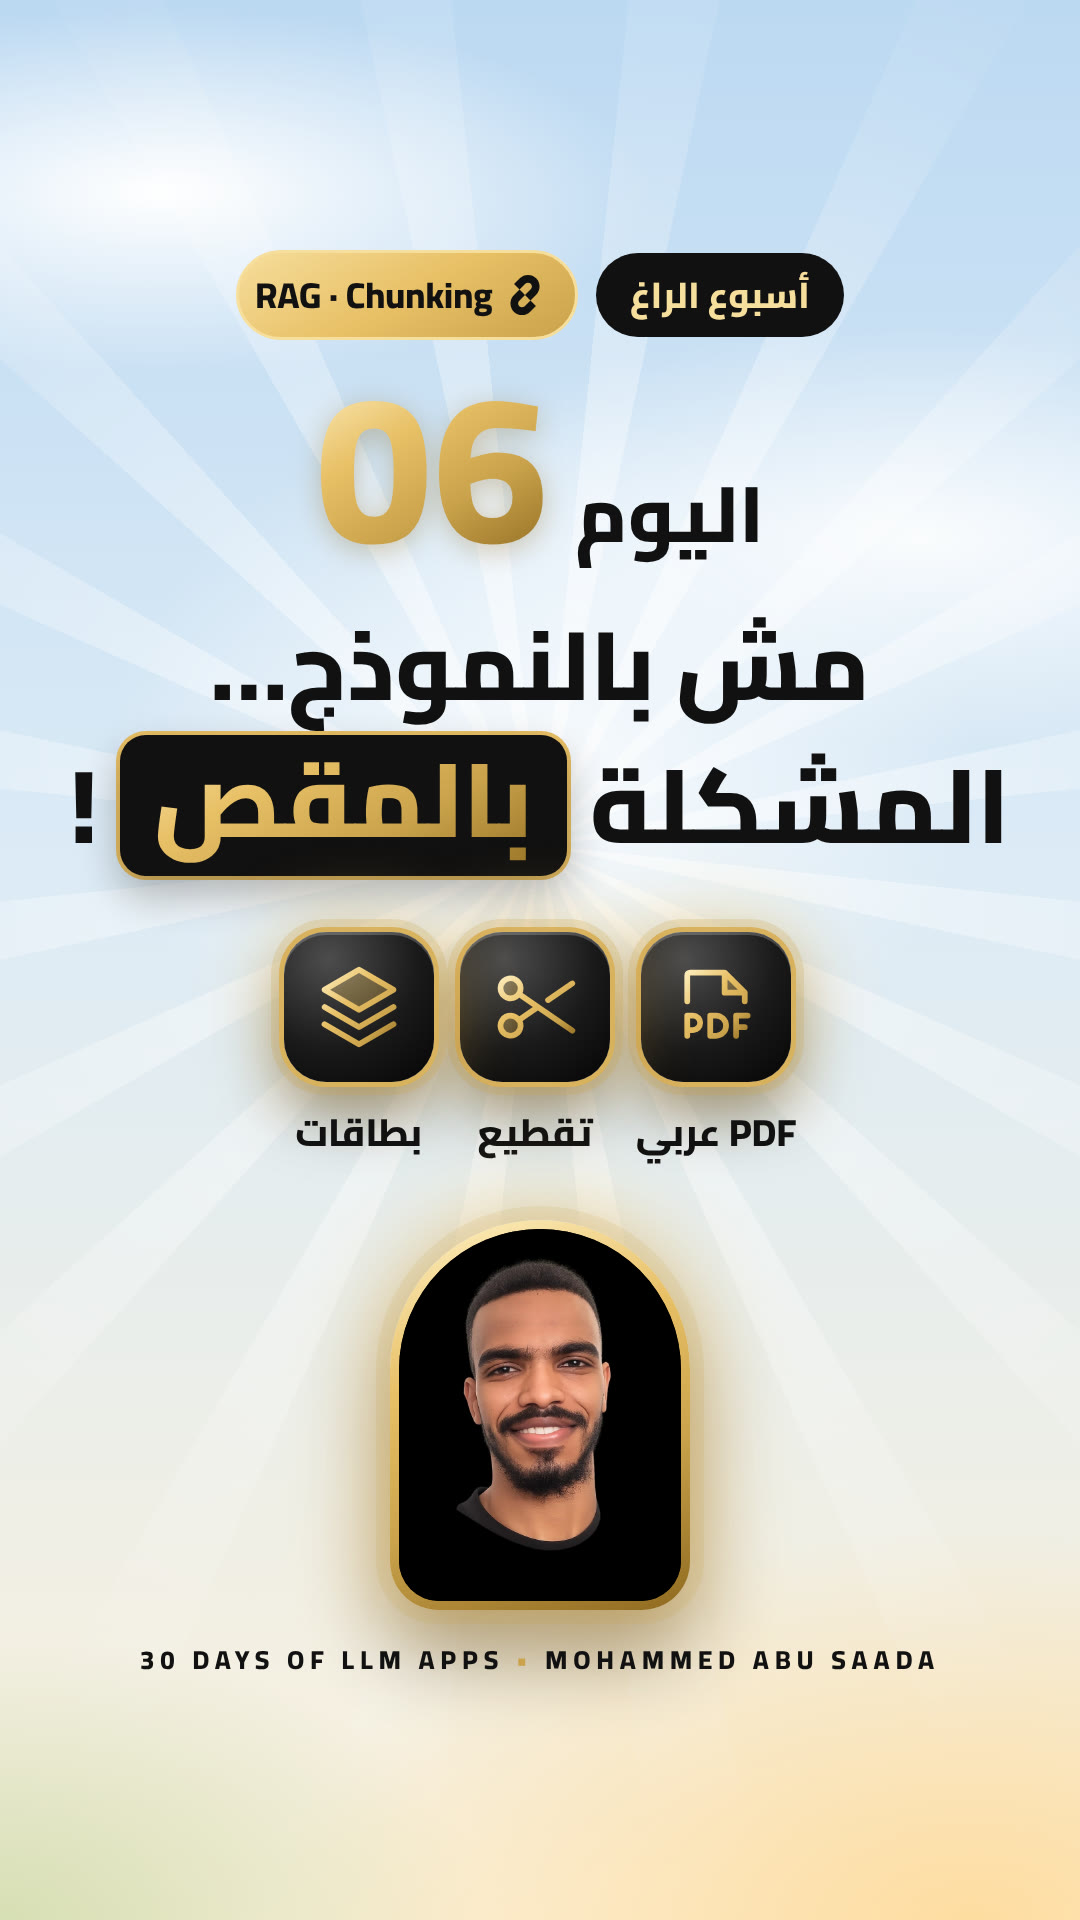 أسبوع الراغ RAG · Chunking
اليوم 06
مش بالنموذج...
المشكلة بالمقص !
PDF
PDF عربي تقطيع بطاقات
30 DAYS OF LLM APPS · MOHAMMED ABU SAADA